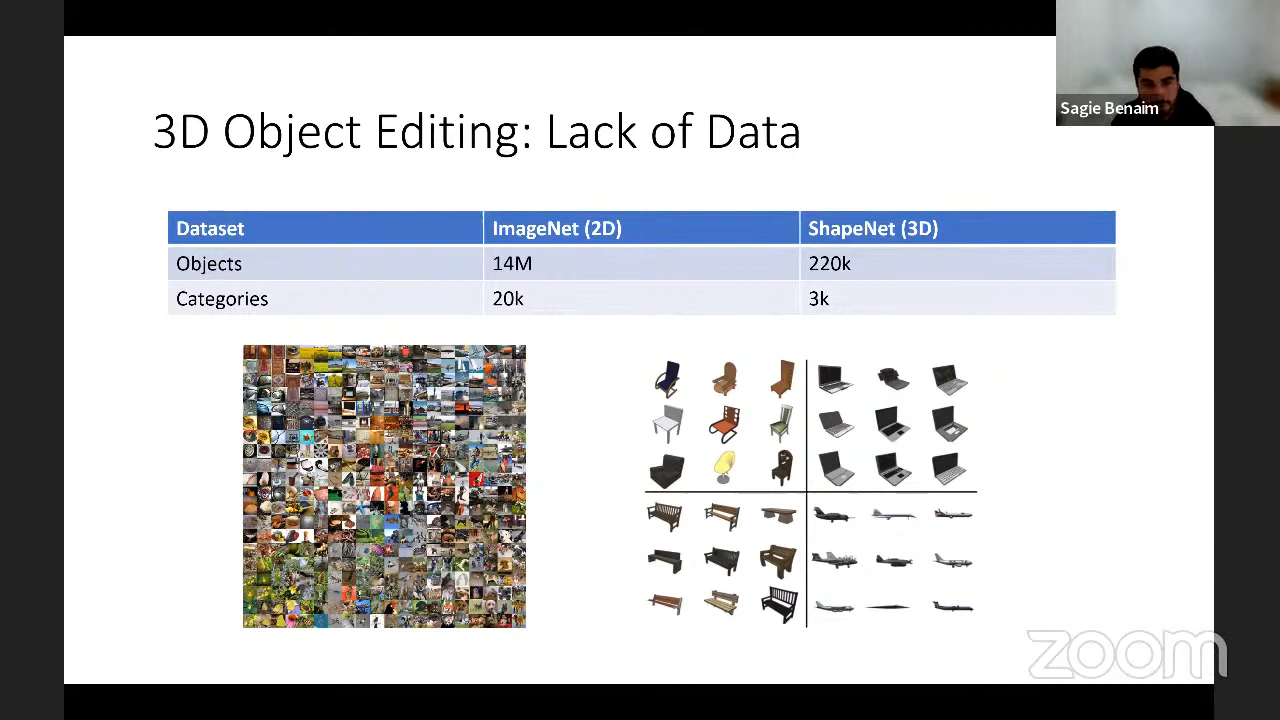 Sagie Benaim
3D Object Editing: Lack of Data
Dataset ImageNet (2D) ShapeNet (3D)
Objects 14M 220k
Categories 20k 3k
zoom